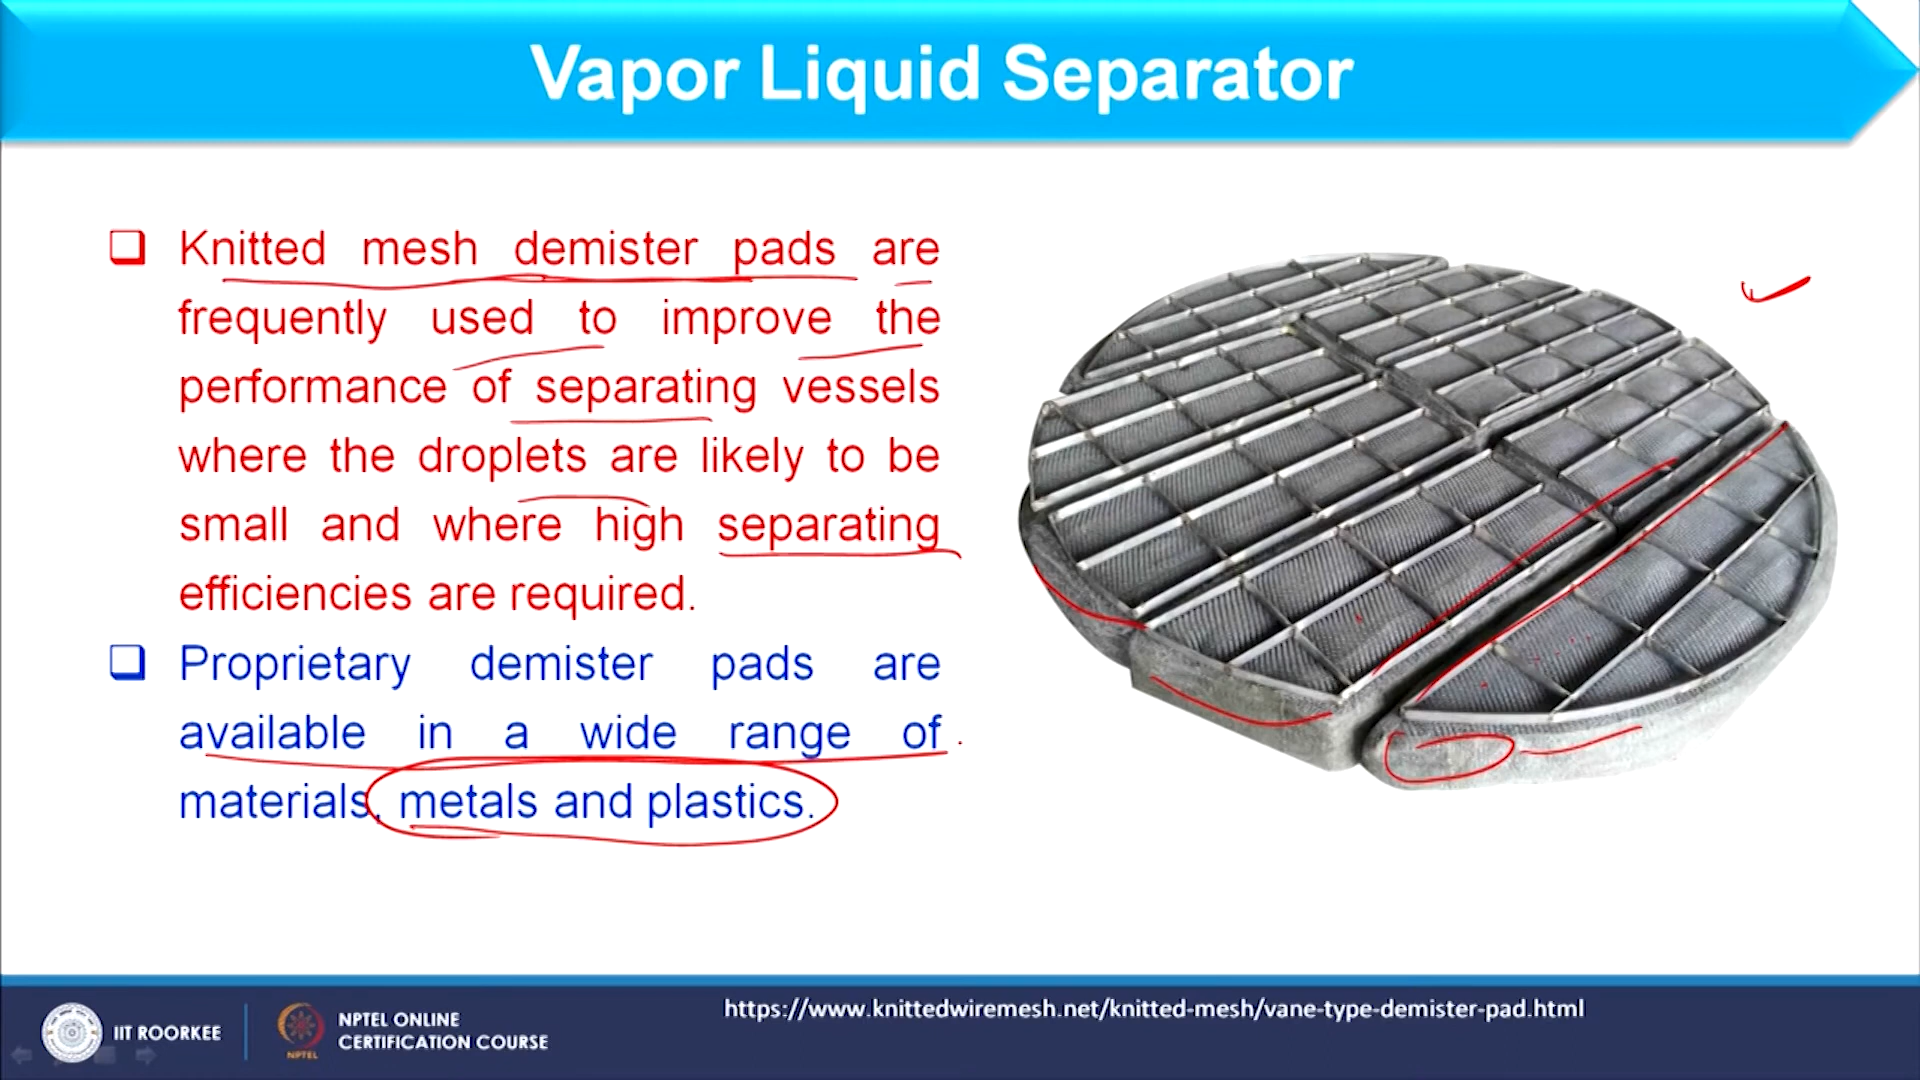 Vapor Liquid Separator
Knitted mesh demister pads are
frequently used to improve the
performance of separating vessels
where the droplets are likely to be
small and where high separating
efficiencies are required.
Proprietary demister pads are
available in a wide range of
materials, metals and plastics.
https://www.knittedwiremesh.net/knitted-mesh/vane-type-demister-pad.html
IIT ROORKEE
NPTEL
NPTEL ONLINE
CERTIFICATION COURSE